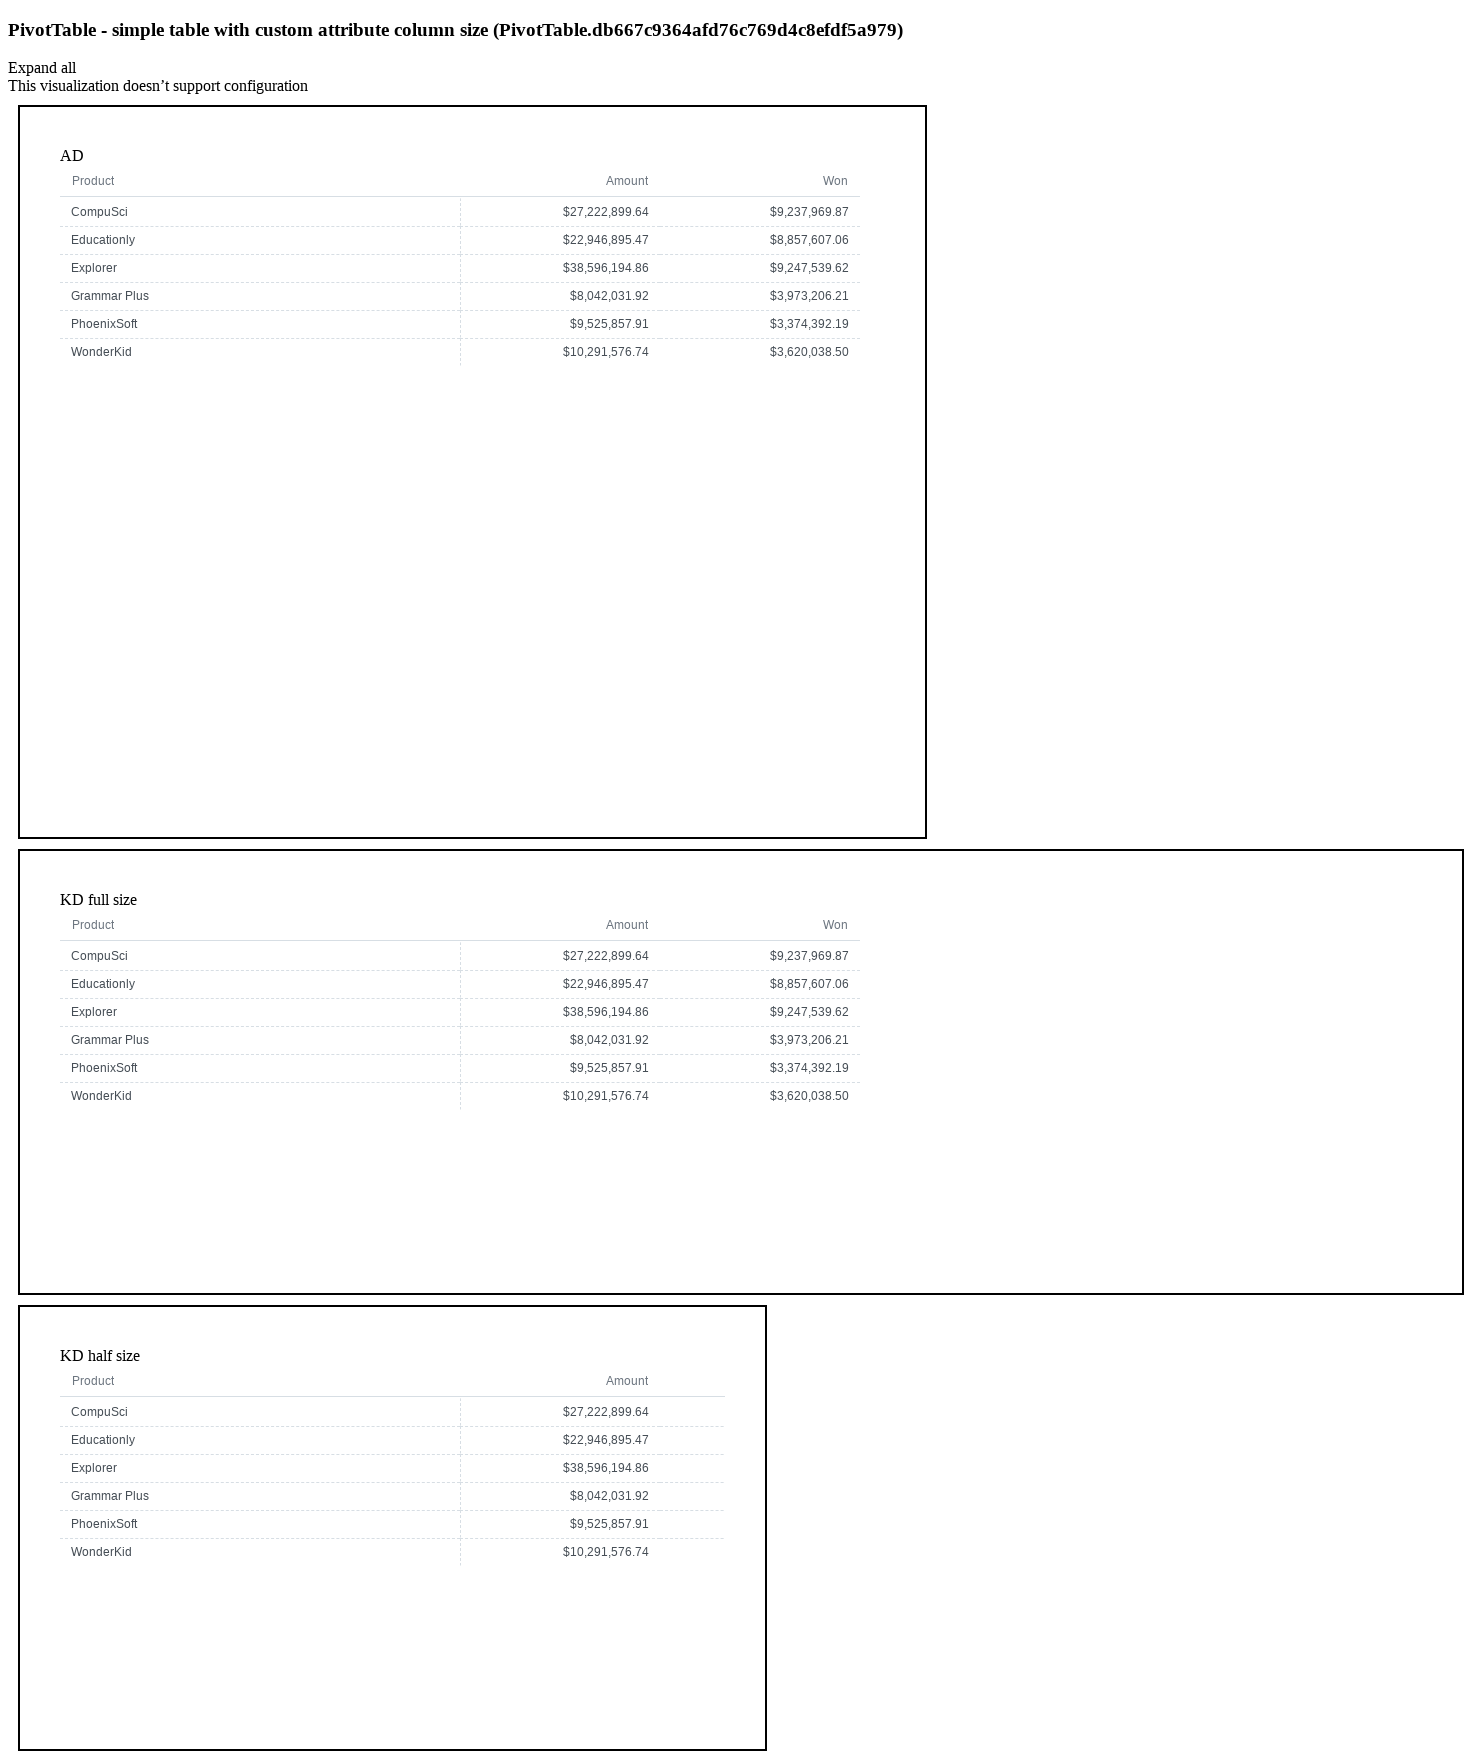 PivotTable - simple table with custom attribute column size (PivotTable.db667c9364afd76c769d4c8efdf5a979)
Expand all
This visualization doesn’t support configuration
AD
Product Amount Won
CompuSci $27,222,899.64 $9,237,969.87
Educationly $22,946,895.47 $8,857,607.06
Explorer $38,596,194.86 $9,247,539.62
Grammar Plus $8,042,031.92 $3,973,206.21
PhoenixSoft $9,525,857.91 $3,374,392.19
WonderKid $10,291,576.74 $3,620,038.50
KD full size
Product Amount Won
CompuSci $27,222,899.64 $9,237,969.87
Educationly $22,946,895.47 $8,857,607.06
Explorer $38,596,194.86 $9,247,539.62
Grammar Plus $8,042,031.92 $3,973,206.21
PhoenixSoft $9,525,857.91 $3,374,392.19
WonderKid $10,291,576.74 $3,620,038.50
KD half size
Product Amount
CompuSci $27,222,899.64
Educationly $22,946,895.47
Explorer $38,596,194.86
Grammar Plus $8,042,031.92
PhoenixSoft $9,525,857.91
WonderKid $10,291,576.74